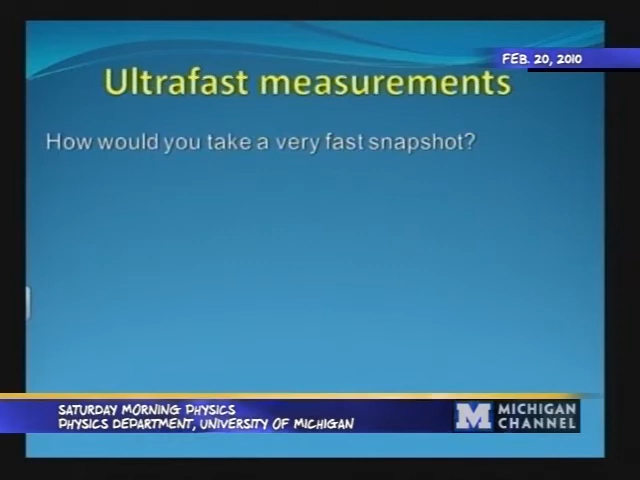 FEB. 20, 2010
Ultrafast measurements
How would you take a very fast snapshot?
SATURDAY MORNING PHYSICS
PHYSICS DEPARTMENT, UNIVERSITY OF MICHIGAN
M MICHIGAN
CHANNEL